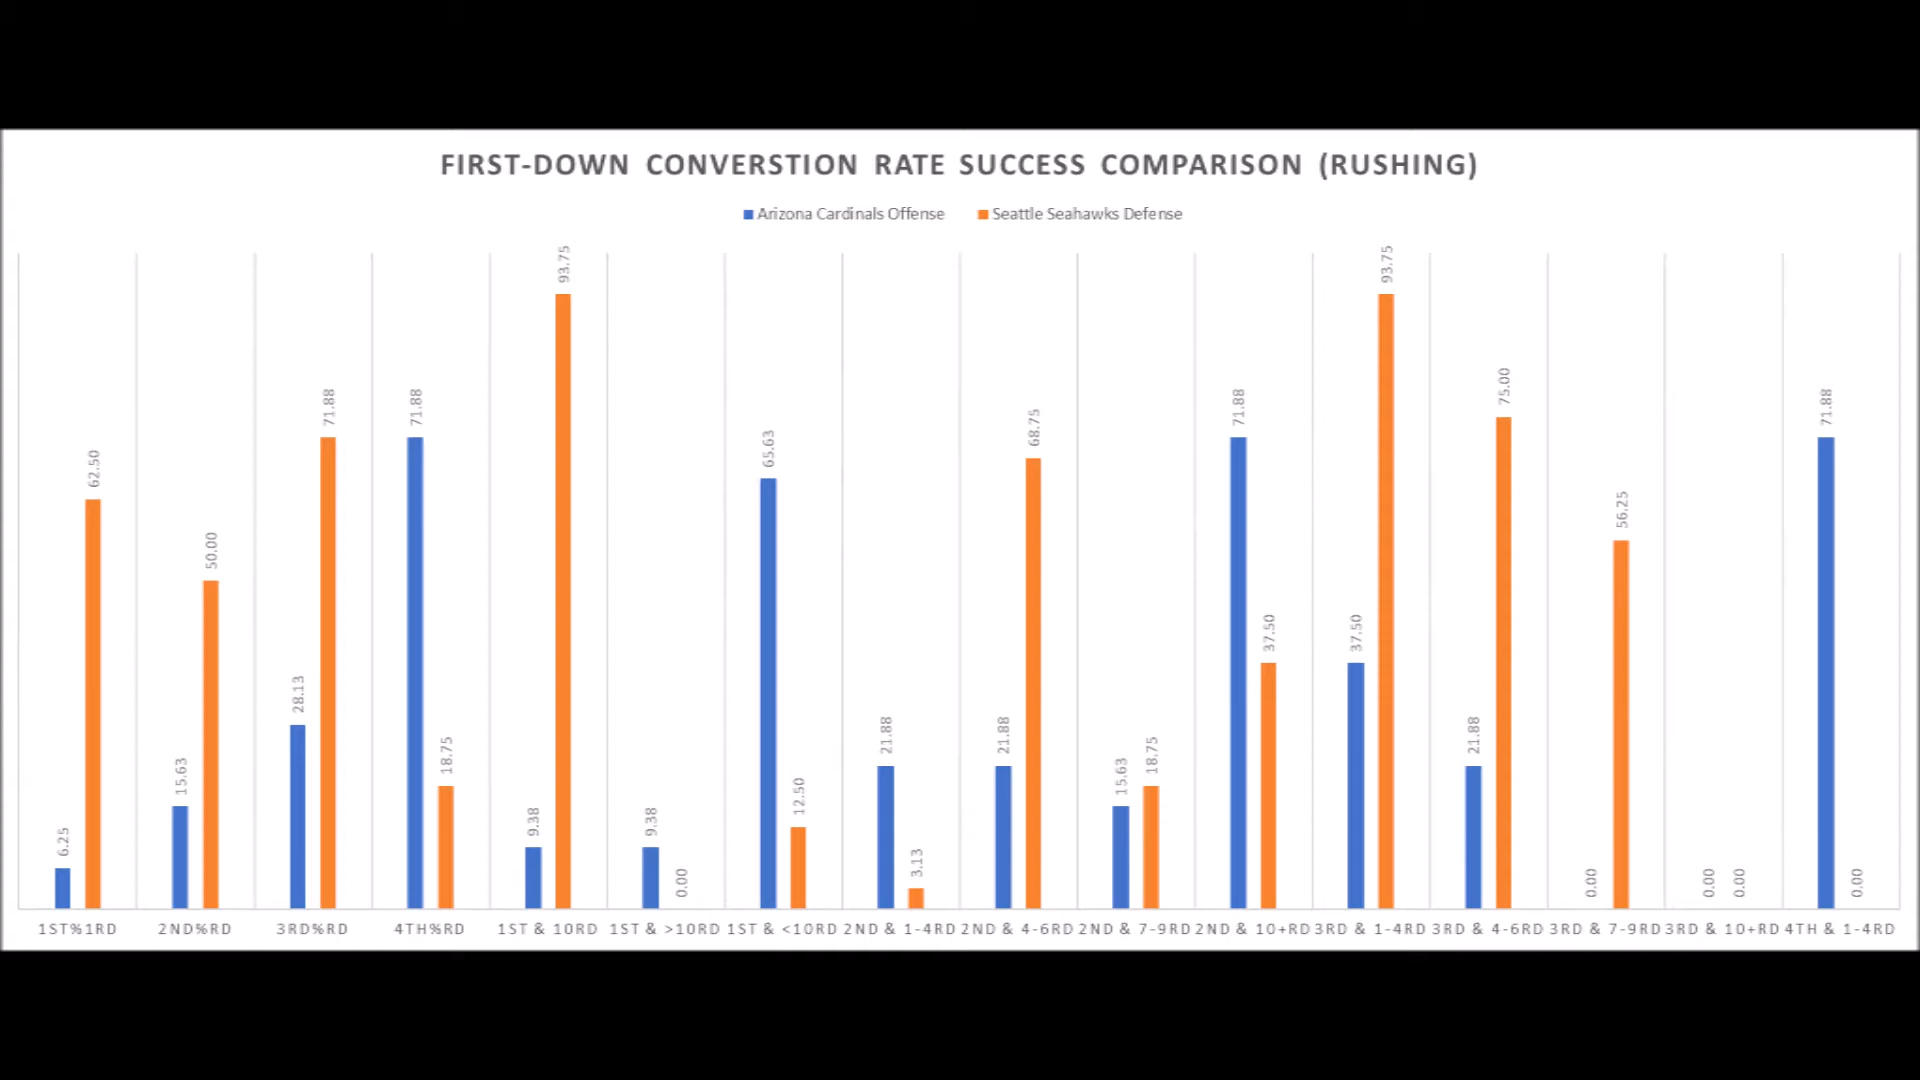 FIRST-DOWN CONVERSTION RATE SUCCESS COMPARISON (RUSHING)
Arizona Cardinals Offense Seattle Seahawks Defense
6.25 62.50 15.63 50.00 28.13 71.88 71.88 18.75 9.38 93.75 9.38 0.00 65.63 12.50 21.88 3.13 21.88 68.75 15.63 18.75 71.88 37.50 37.50 93.75 21.88 75.00 0.00 56.25 0.00 0.00 71.88 0.00
1ST%1RD 2ND%RD 3RD%RD 4TH%RD 1ST & 10RD 1ST & >10RD 1ST & <10RD 2ND & 1-4RD 2ND & 4-6RD 2ND & 7-9RD 2ND & 10+RD 3RD & 1-4RD 3RD & 4-6RD 3RD & 7-9RD 3RD & 10+RD 4TH & 1-4RD